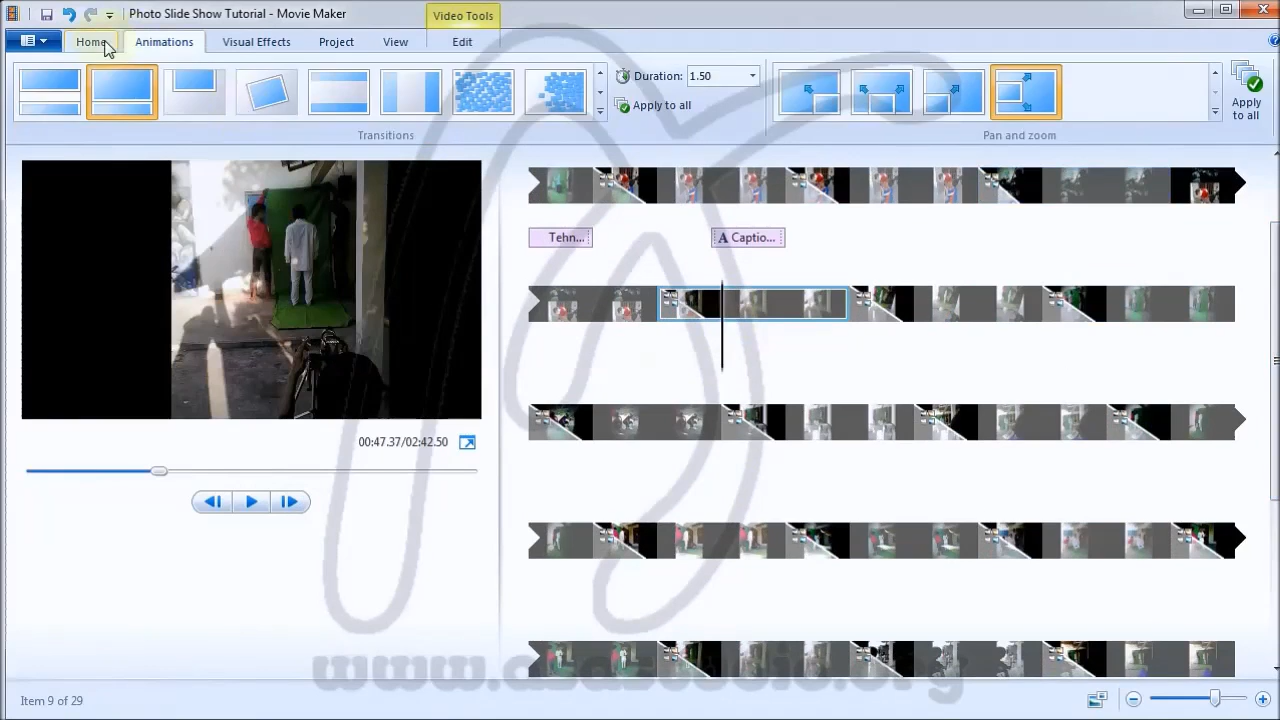 Photo Slide Show Tutorial - Movie Maker
Video Tools
Home
Animations
Visual Effects
Project
View
Edit
Duration: 1.50
Apply to all
Transitions
Pan and zoom
Apply
to all
Tehn...
A Captio...
00:47.37/02:42.50
Item 9 of 29